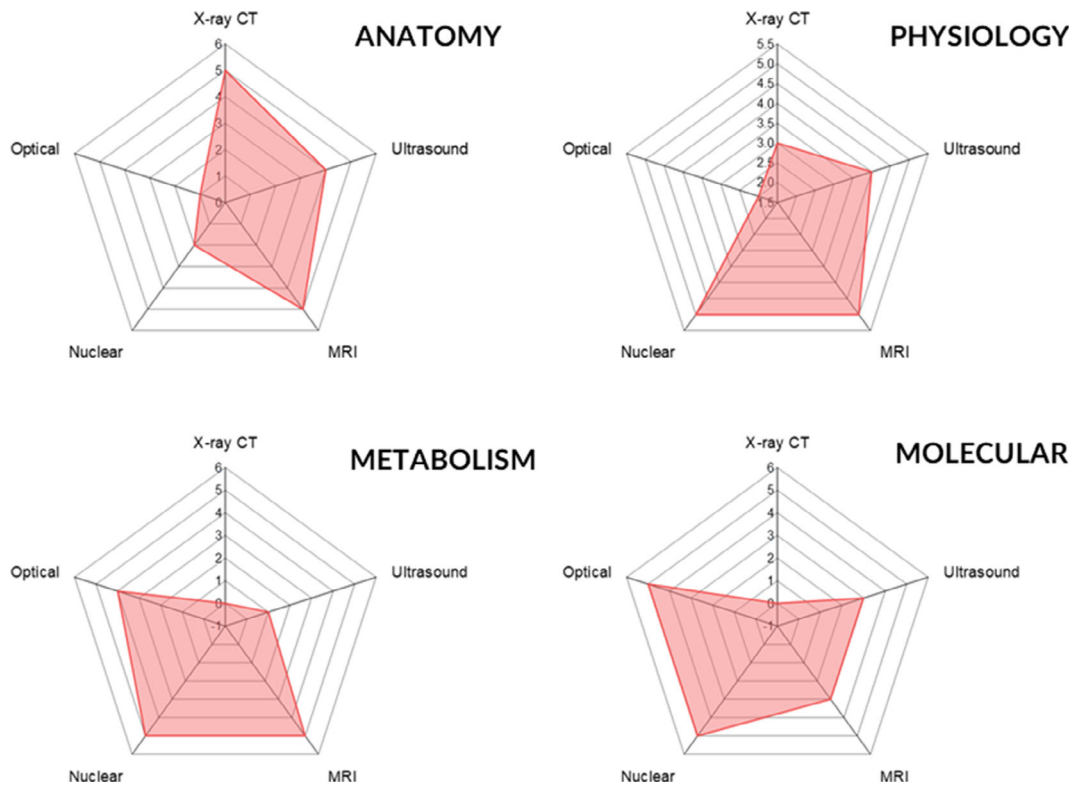 X-ray CT
ANATOMY
6
5
4
3
2
1
0
Optical
Ultrasound
Nuclear
MRI
X-ray CT
PHYSIOLOGY
5.5
5.0
4.5
4.0
3.5
3.0
2.5
2.0
1.5
Optical
Ultrasound
Nuclear
MRI
X-ray CT
METABOLISM
6
5
4
3
2
1
0
-1
Optical
Ultrasound
Nuclear
MRI
X-ray CT
MOLECULAR
6
5
4
3
2
1
0
-1
Optical
Ultrasound
Nuclear
MRI